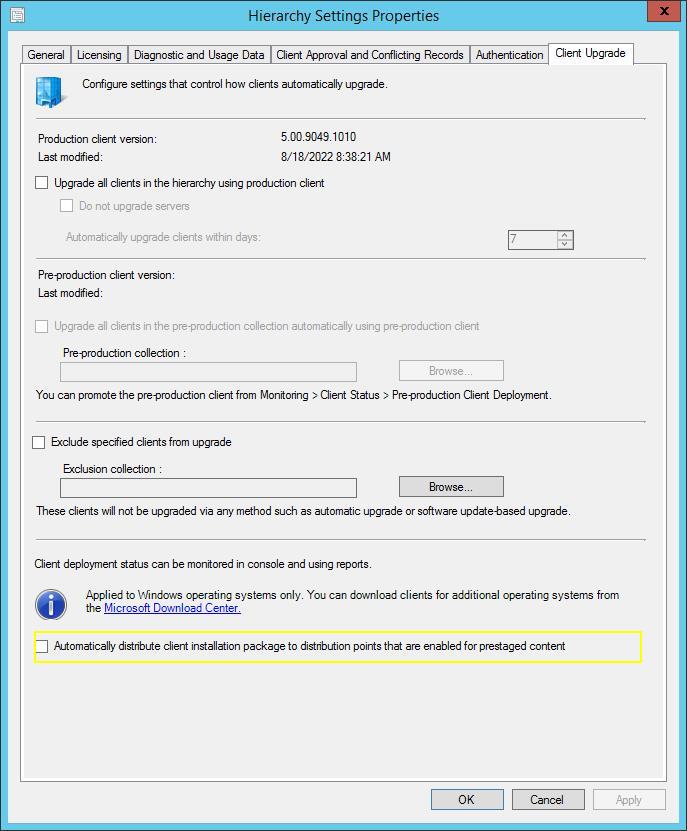 Hierarchy Settings Properties
x
General
Licensing
Diagnostic and Usage Data
Client Approval and Conflicting Records
Authentication
Client Upgrade
Configure settings that control how clients automatically upgrade.
Production client version: 5.00.9049.1010
Last modified: 8/18/2022 8:38:21 AM
Upgrade all clients in the hierarchy using production client
Do not upgrade servers
Automatically upgrade clients within days: 7
Pre-production client version:
Last modified:
Upgrade all clients in the pre-production collection automatically using pre-production client
Pre-production collection :
Browse...
You can promote the pre-production client from Monitoring > Client Status > Pre-production Client Deployment.
Exclude specified clients from upgrade
Exclusion collection :
Browse...
These clients will not be upgraded via any method such as automatic upgrade or software update-based upgrade.
Client deployment status can be monitored in console and using reports.
Applied to Windows operating systems only. You can download clients for additional operating systems from
the Microsoft Download Center.
Automatically distribute client installation package to distribution points that are enabled for prestaged content
OK
Cancel
Apply